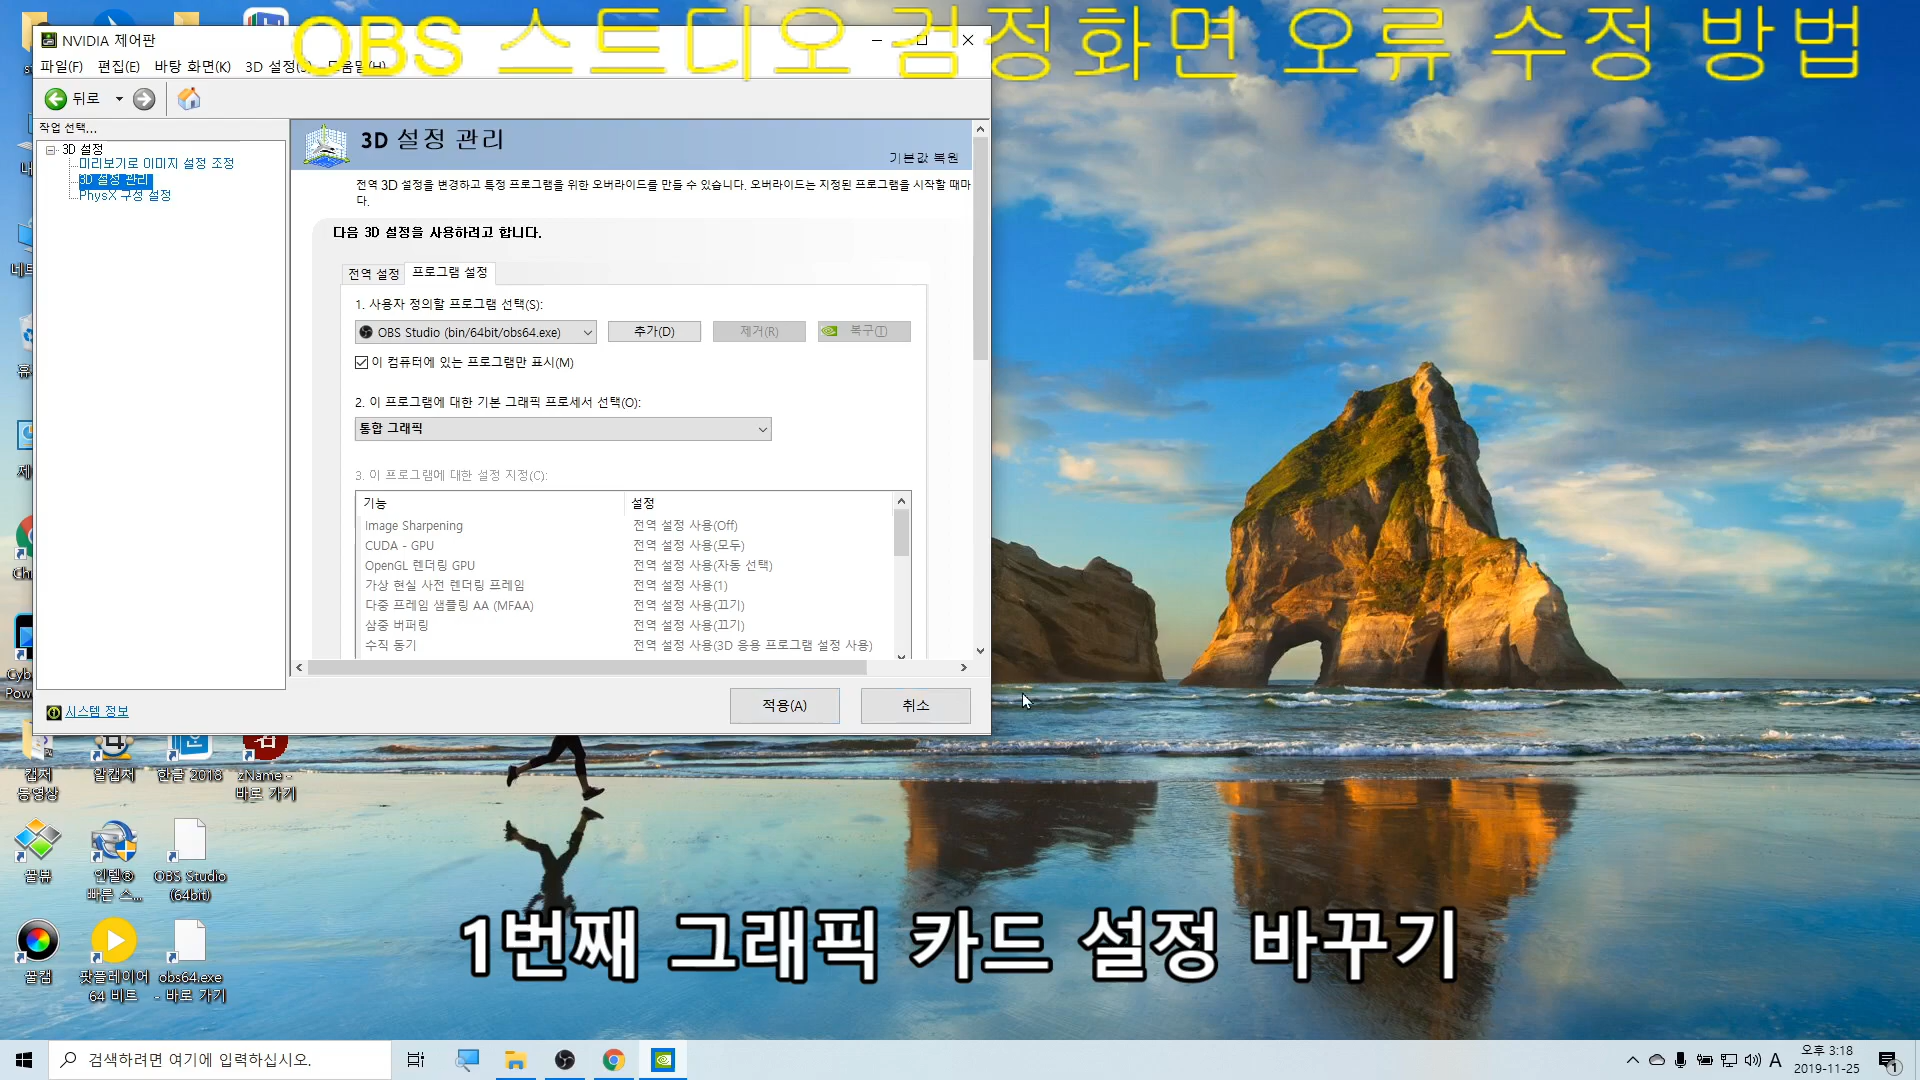 OBS 스트디오 검정화면 오류 수정 방법
NVIDIA 제어판
파일(F) 편집(E) 바탕 화면(K) 3D 설정(S) 도움말(H)
뒤로
작업 선택...
3D 설정
미리보기로 이미지 설정 조정
3D 설정 관리
PhysX 구성 설정
시스템 정보
3D 설정 관리
기본값 복원
전역 3D 설정을 변경하고 특정 프로그램을 위한 오버라이드를 만들 수 있습니다. 오버라이드는 지정된 프로그램을 시작할 때마
다.
다음 3D 설정을 사용하려고 합니다.
전역 설정 프로그램 설정
1. 사용자 정의할 프로그램 선택(S):
OBS Studio (bin/64bit/obs64.exe) 추가(D) 제거(R) 복구(T)
이 컴퓨터에 있는 프로그램만 표시(M)
2. 이 프로그램에 대한 기본 그래픽 프로세서 선택(O):
통합 그래픽
3. 이 프로그램에 대한 설정 지정(C):
기능 설정
Image Sharpening 전역 설정 사용(Off)
CUDA - GPU 전역 설정 사용(모두)
OpenGL 렌더링 GPU 전역 설정 사용(자동 선택)
가상 현실 사전 렌더링 프레임 전역 설정 사용(1)
다중 프레임 샘플링 AA (MFAA) 전역 설정 사용(끄기)
삼중 버퍼링 전역 설정 사용(끄기)
수직 동기 전역 설정 사용(3D 응용 프로그램 설정 사용)
적용(A) 취소
캡처 동영상
알캡처
한글 2018
zName - 바로 가기
꿀뷰
인텔® 빠른 스...
OBS Studio (64bit)
꿀캠
팟플레이어 64 비트
obs64.exe - 바로 가기
1번째 그래픽 카드 설정 바꾸기
검색하려면 여기에 입력하십시오.
A
오후 3:18
2019-11-25
1